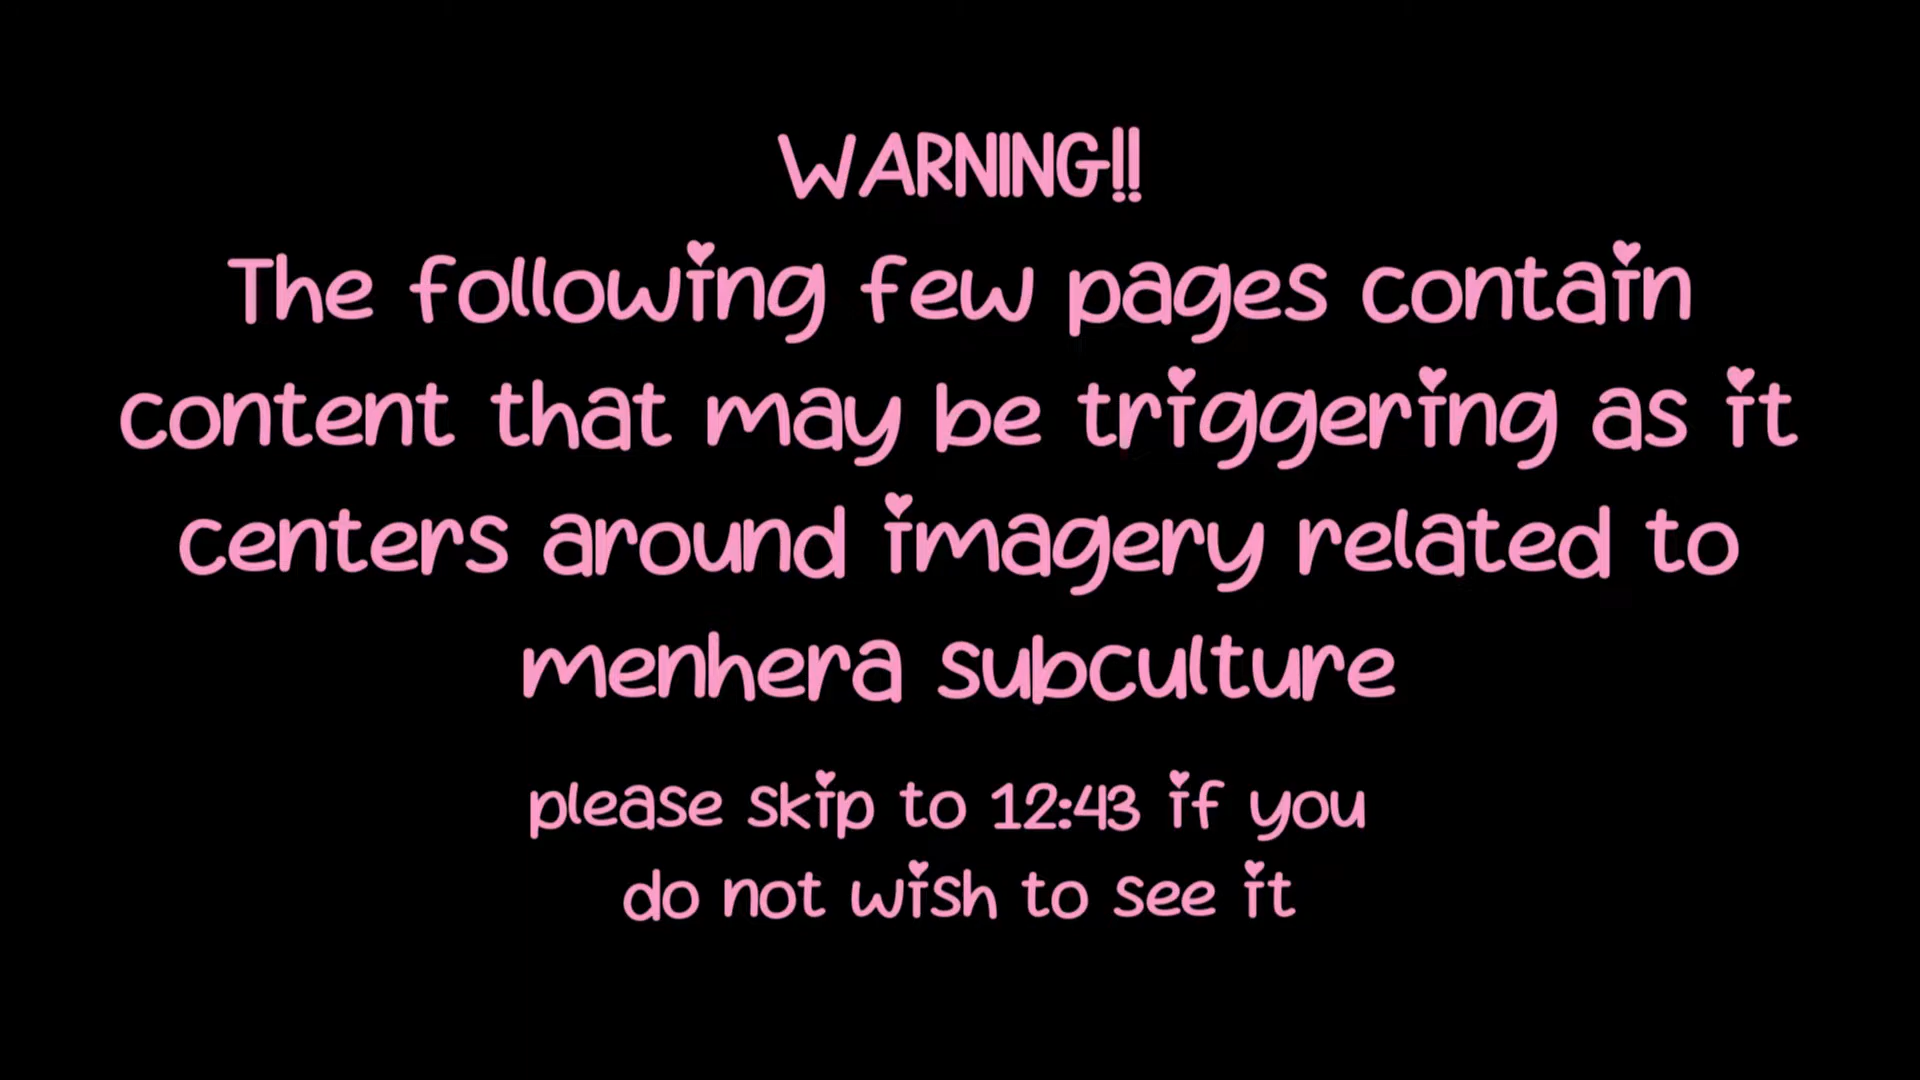 WARNING!!
The following few pages contain
content that may be triggering as it
centers around imagery related to
menhera subculture
please skip to 12:43 if you
do not wish to see it